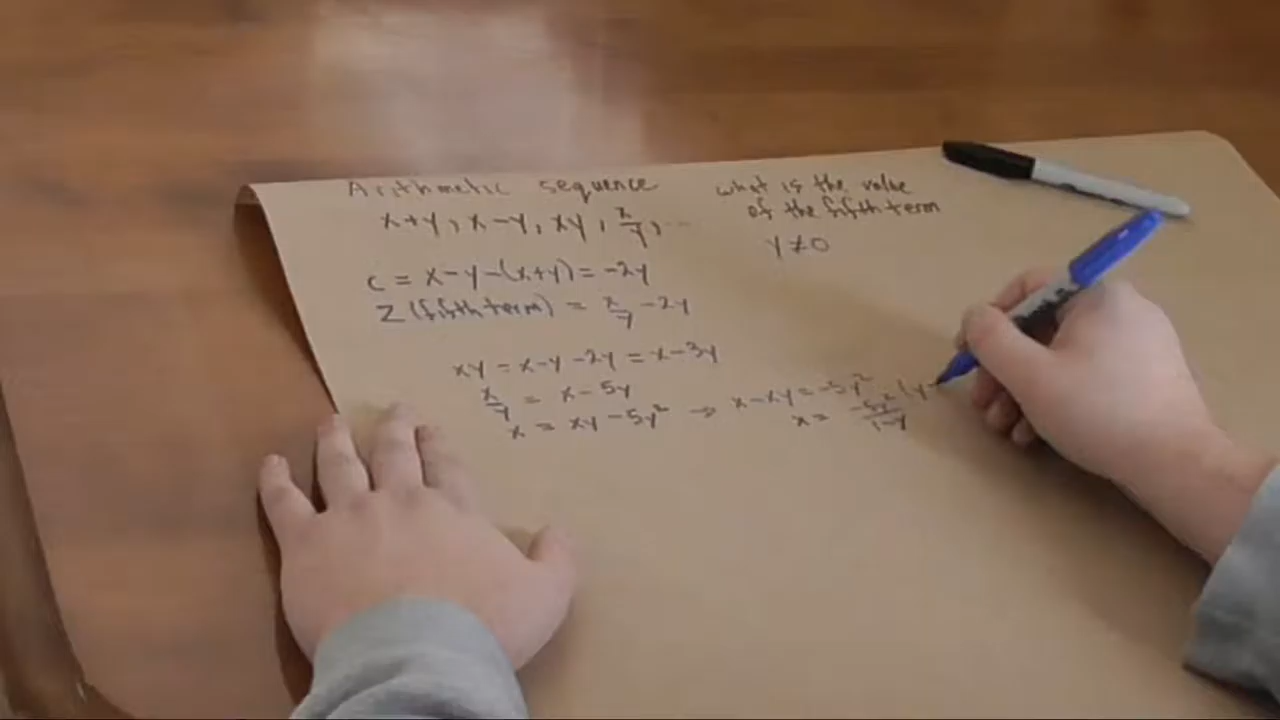 Arithmetic sequence
x+y, x-y, xy, x/y, ...
what is the value
of the fifth term
y≠0
c = x-y-(x+y) = -2y
Z (fifth term) = x/y - 2y
xy = x-y-2y = x-3y
x/y = x-5y
x = xy-5y² → x-xy = -5y²
x = -5y²/1-y (y